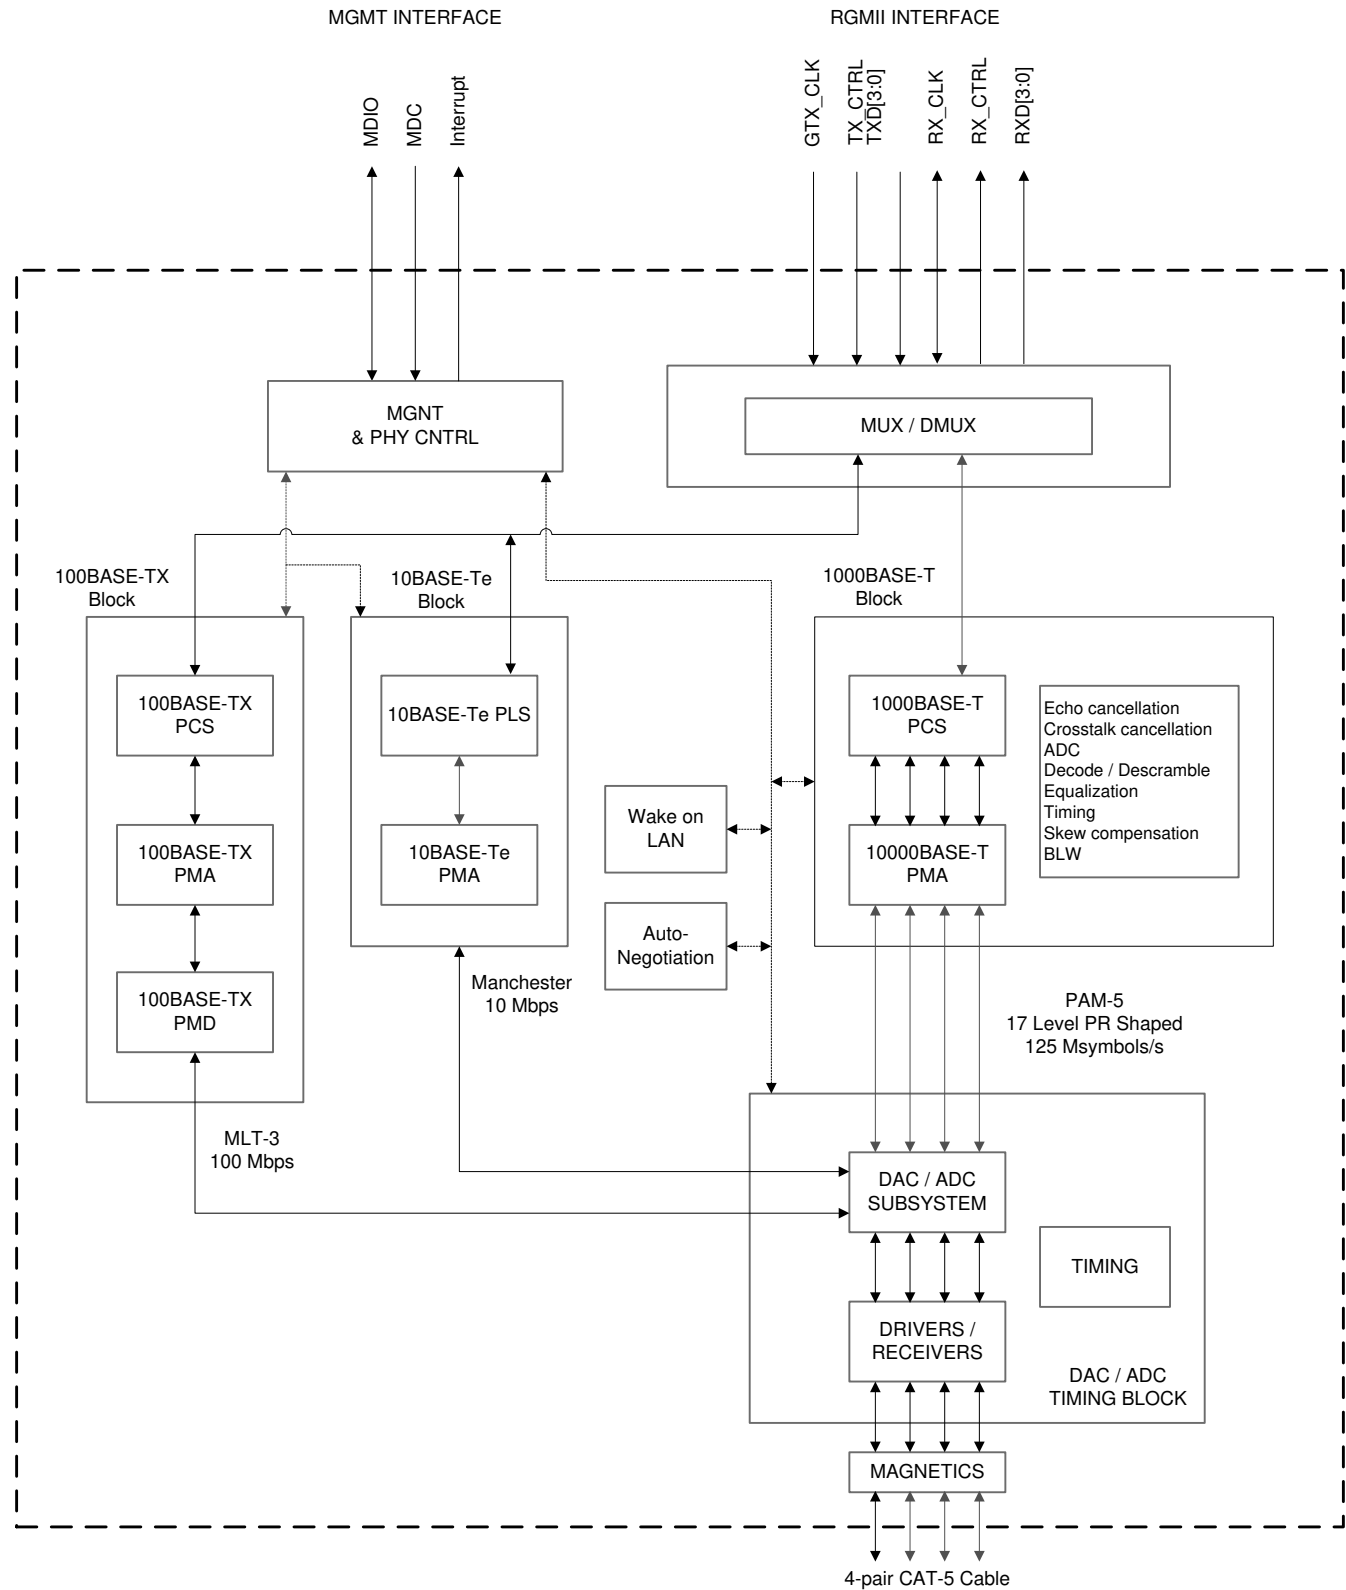 MGMT INTERFACE
RGMII INTERFACE
MDIO
MDC
Interrupt
GTX_CLK
TX_CTRL
TXD[3:0]
RX_CLK
RX_CTRL
RXD[3:0]
MGNT
& PHY CNTRL
MUX / DMUX
100BASE-TX
Block
10BASE-Te
Block
1000BASE-T
Block
100BASE-TX
PCS
10BASE-Te PLS
1000BASE-T
PCS
Echo cancellation
Crosstalk cancellation
ADC
Decode / Descramble
Equalization
Timing
Skew compensation
BLW
Wake on
LAN
100BASE-TX
PMA
10BASE-Te
PMA
10000BASE-T
PMA
Auto-
Negotiation
100BASE-TX
PMD
Manchester
10 Mbps
PAM-5
17 Level PR Shaped
125 Msymbols/s
MLT-3
100 Mbps
DAC / ADC
SUBSYSTEM
TIMING
DRIVERS /
RECEIVERS
DAC / ADC
TIMING BLOCK
MAGNETICS
4-pair CAT-5 Cable